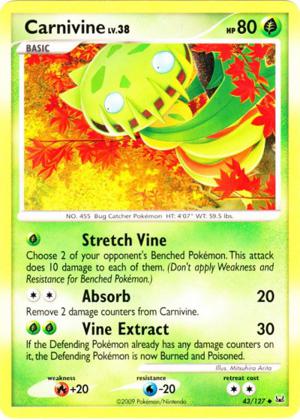 Carnivine LV.38 HP 80
BASIC
Illus. Mitsuhiro Arita
NO. 455 Bug Catcher Pokémon HT: 4'07" WT: 59.5 lbs.
Stretch Vine
Choose 2 of your opponent's Benched Pokémon. This attack
does 10 damage to each of them. (Don't apply Weakness and
Resistance for Benched Pokémon.)
Absorb 20
Remove 2 damage counters from Carnivine.
Vine Extract 30
If the Defending Pokémon already has any damage counters on
it, the Defending Pokémon is now Burned and Poisoned.
weakness resistance retreat cost
+20 -20
©2009 Pokémon/Nintendo 43/127